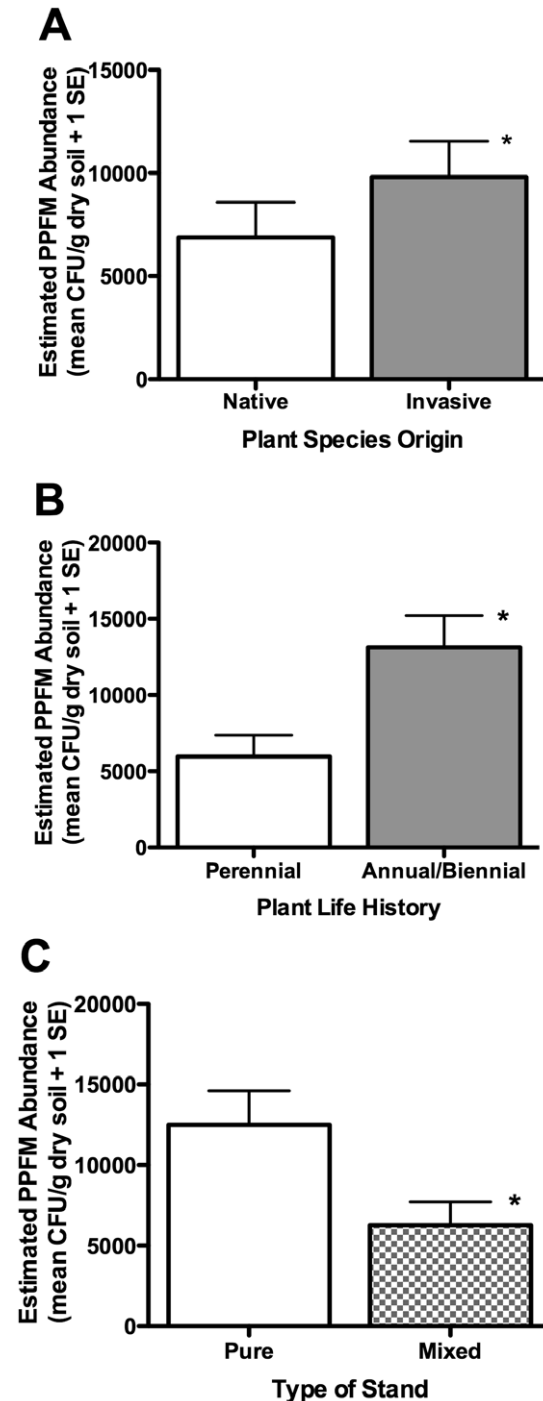 A
Estimated PPFM Abundance
(mean CFU/g dry soil + 1 SE)
15000
10000
5000
0
*
Native Invasive
Plant Species Origin
B
Estimated PPFM Abundance
(mean CFU/g dry soil + 1 SE)
20000
15000
10000
5000
0
*
Perennial Annual/Biennial
Plant Life History
C
Estimated PPFM Abundance
(mean CFU/g dry soil + 1 SE)
20000
15000
10000
5000
0
*
Pure Mixed
Type of Stand